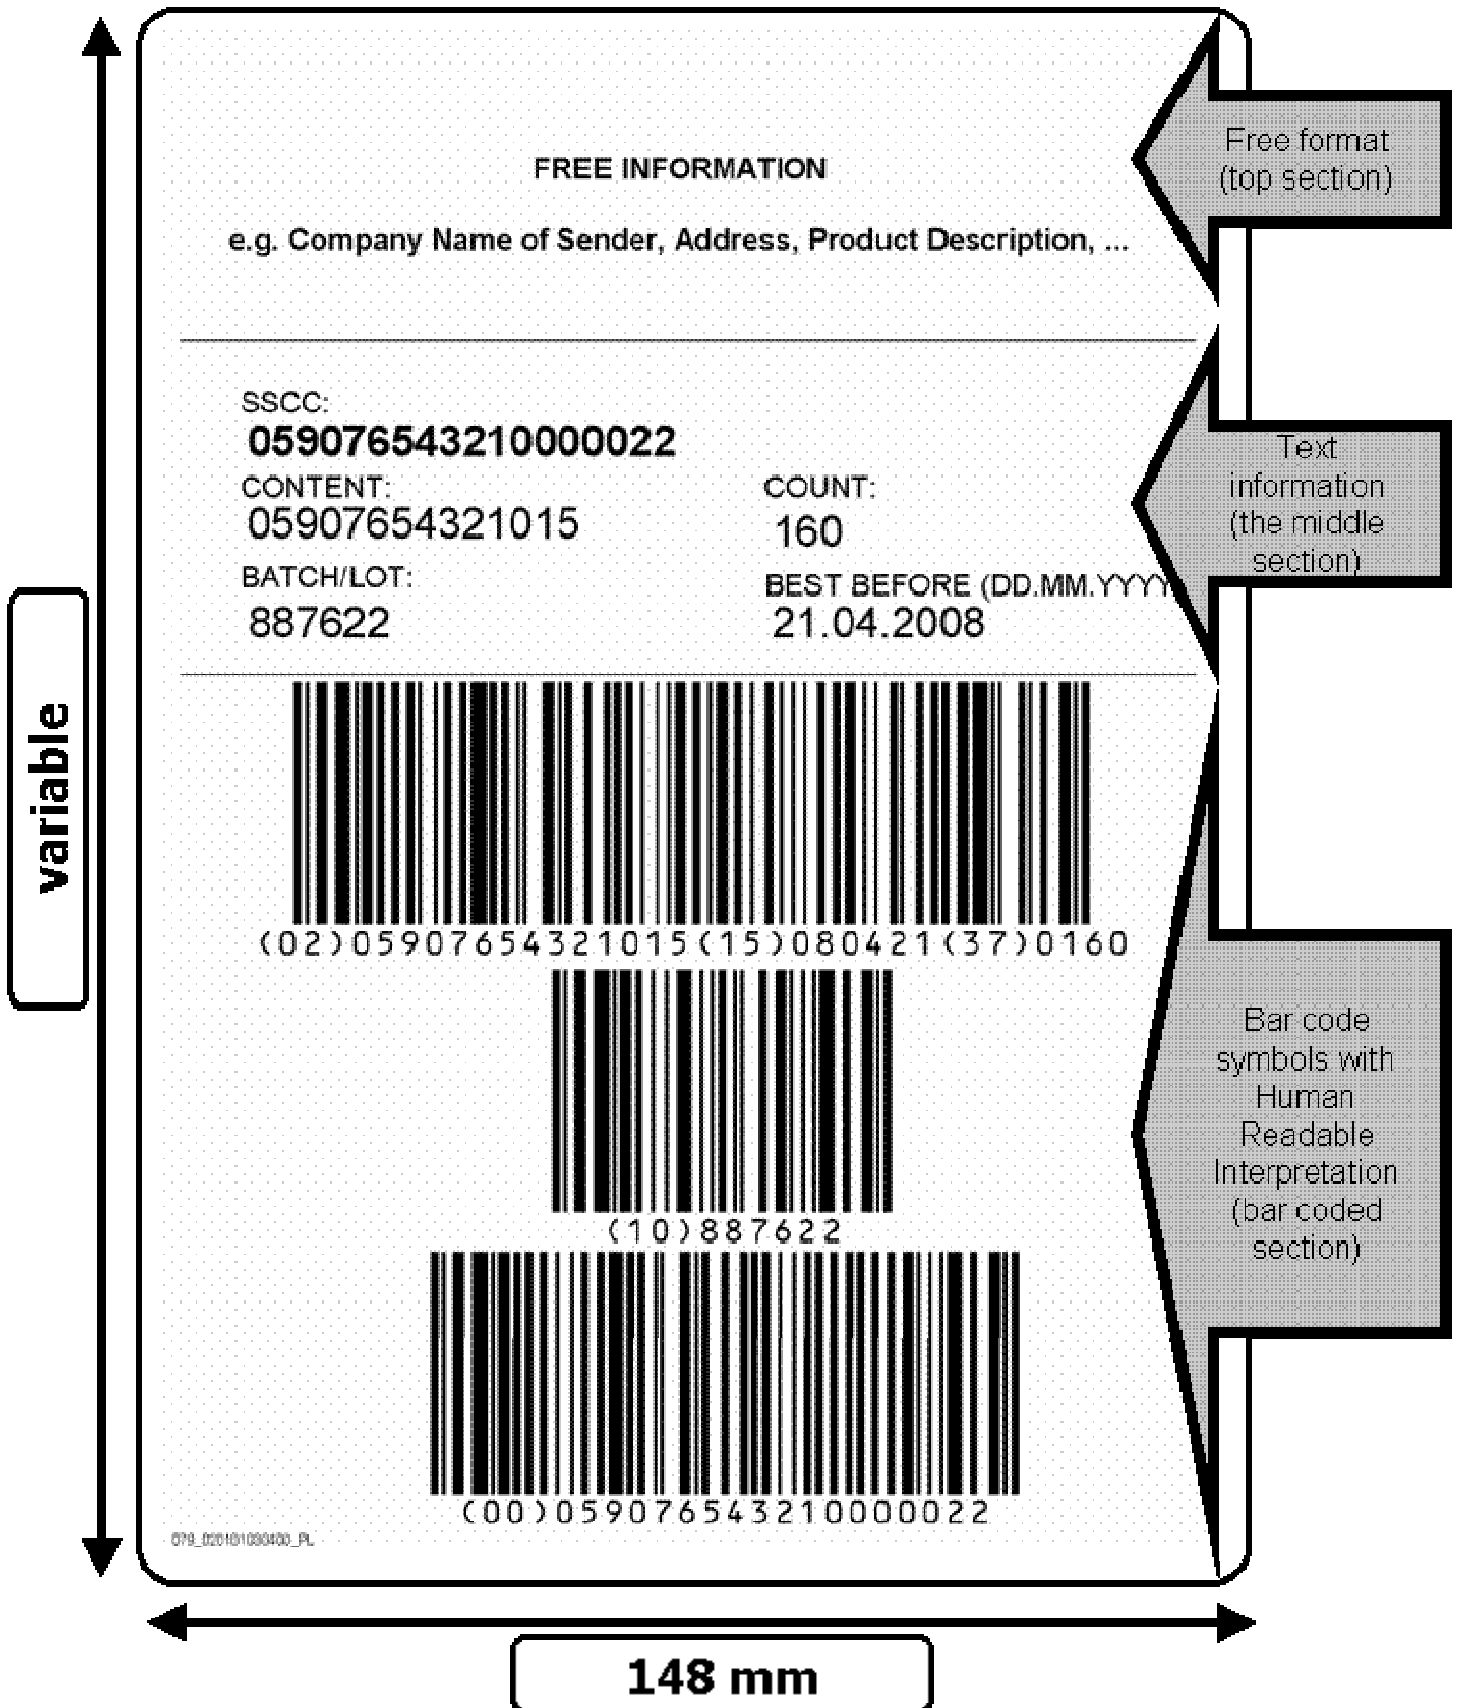 FREE INFORMATION
e.g. Company Name of Sender, Address, Product Description, ...
Free format
(top section)
SSCC:
059076543210000022
CONTENT:
05907654321015
COUNT:
160
BATCH/LOT:
887622
BEST BEFORE (DD.MM.YYYY
21.04.2008
Text
information
(the middle
section)
(02)05907654321015(15)080421(37)0160
(10)887622
(00)059076543210000022
Bar code
symbols with
Human
Readable
Interpretation
(bar coded
section)
variable
148 mm